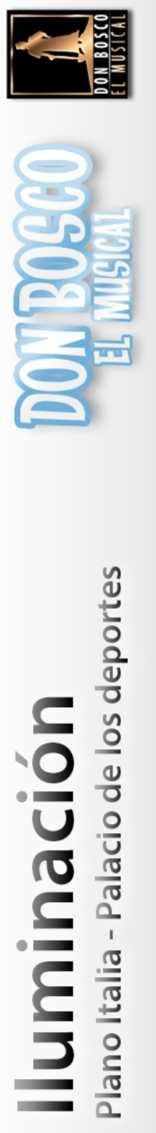 Iluminación
Plano Italia - Palacio de los deportes
DON BOSCO
EL MUSICAL
DON BOSCO
EL MUSICAL